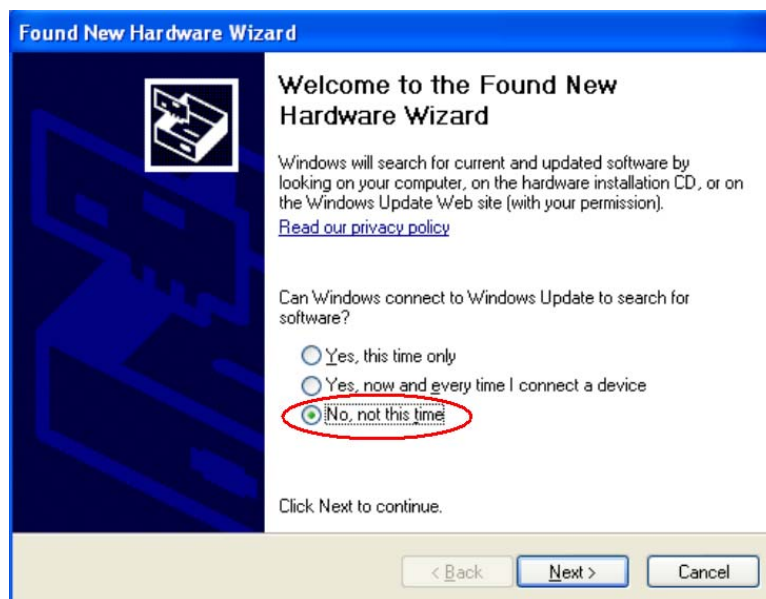 Found New Hardware Wizard
Welcome to the Found New
Hardware Wizard
Windows will search for current and updated software by
looking on your computer, on the hardware installation CD, or on
the Windows Update Web site (with your permission).
Read our privacy policy
Can Windows connect to Windows Update to search for
software?
Yes, this time only
Yes, now and every time I connect a device
No, not this time
Click Next to continue.
< Back
Next >
Cancel